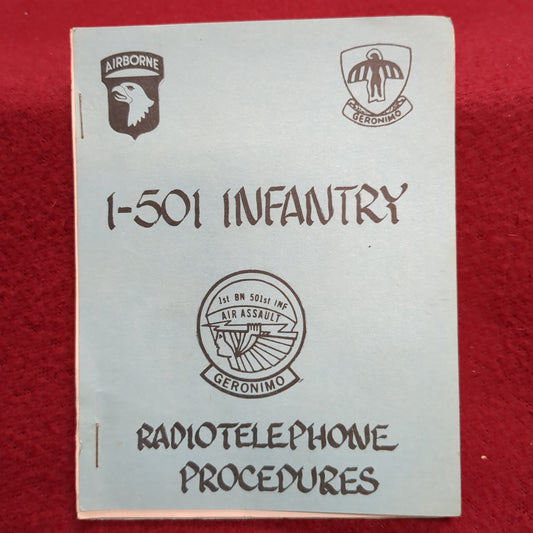 AIRBORNE
GERONIMO
1-501 INFANTRY
1st BN 501st INF
AIR ASSAULT
GERONIMO
RADIOTELEPHONE
PROCEDURES